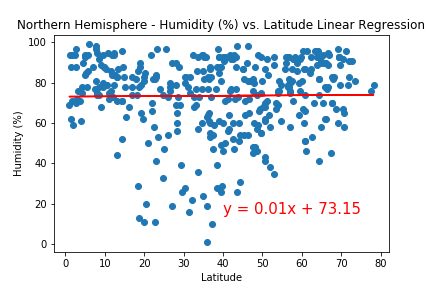 Northern Hemisphere - Humidity (%) vs. Latitude Linear Regression
100
80
60
40
20
0
Humidity (%)
y = 0.01x + 73.15
0 10 20 30 40 50 60 70 80
Latitude